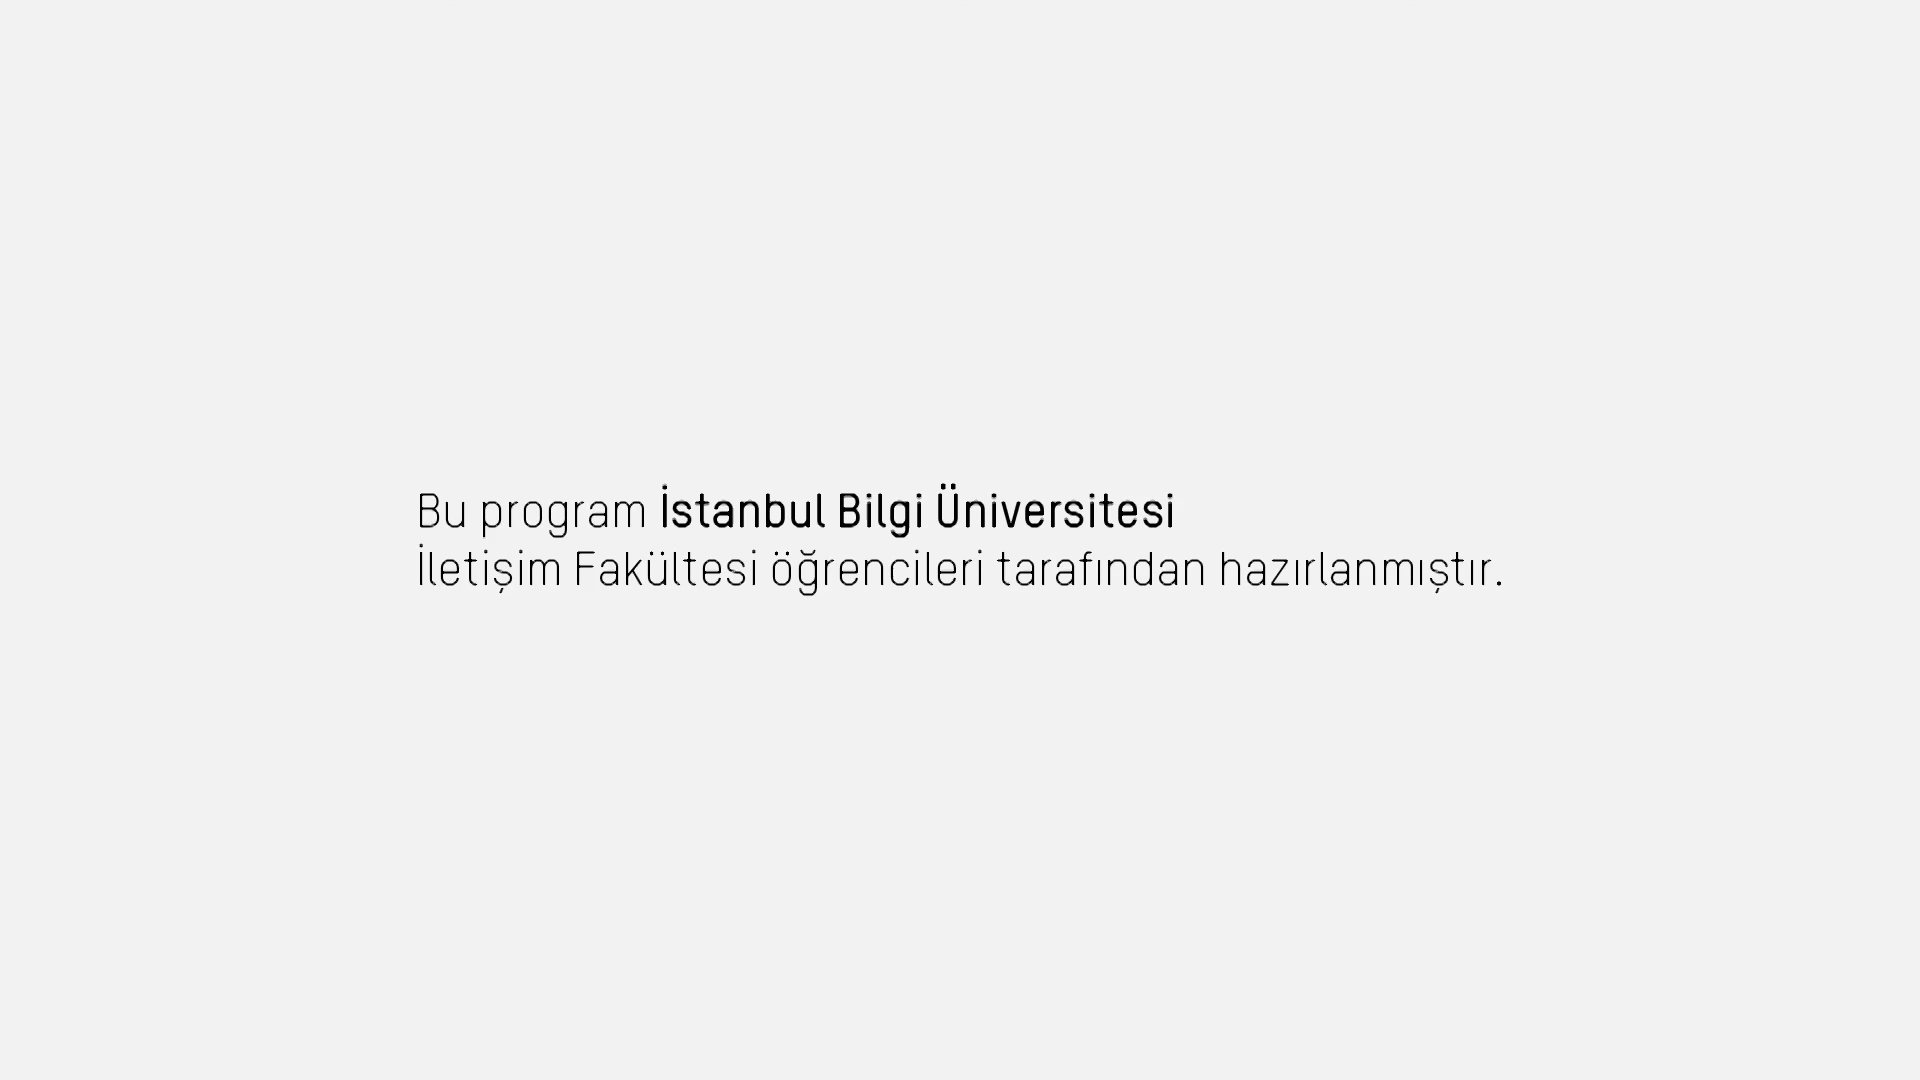 Bu program İstanbul Bilgi Üniversitesi
İletişim Fakültesi öğrencileri tarafından hazırlanmıştır.